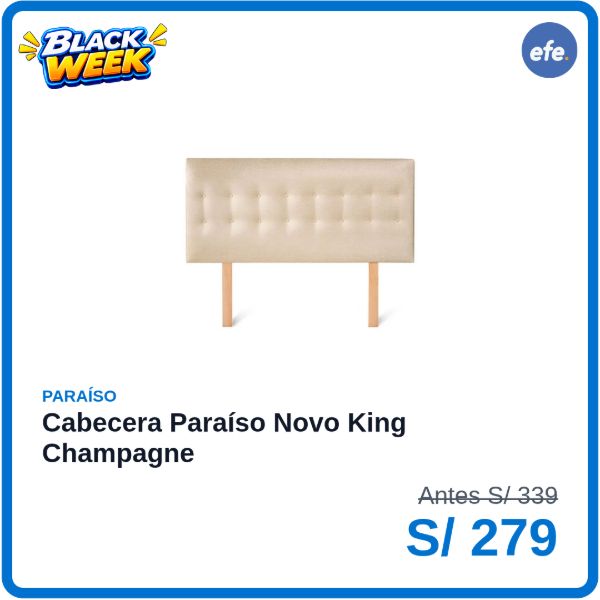 BLACK
WEEK
efe.
PARAÍSO
Cabecera Paraíso Novo King
Champagne
Antes S/ 339
S/ 279